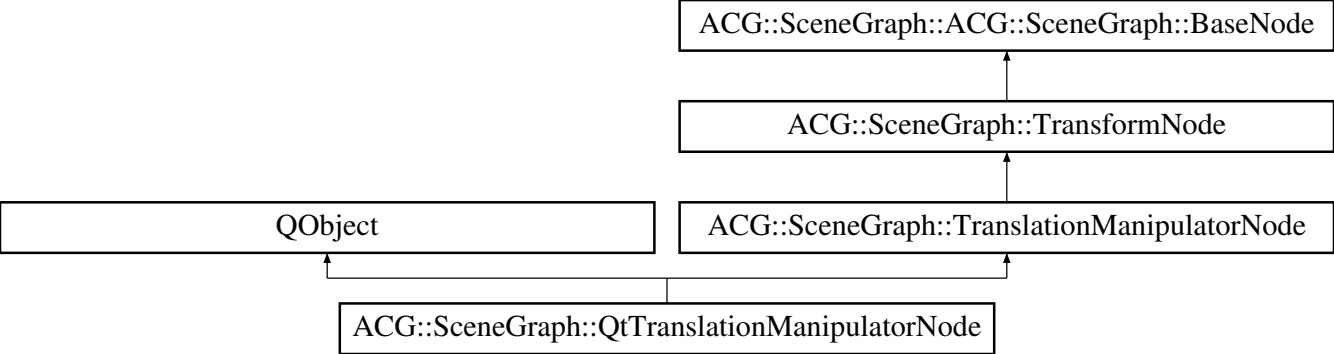 ACG::SceneGraph::ACG::SceneGraph::BaseNode
ACG::SceneGraph::TransformNode
QObject
ACG::SceneGraph::TranslationManipulatorNode
ACG::SceneGraph::QtTranslationManipulatorNode